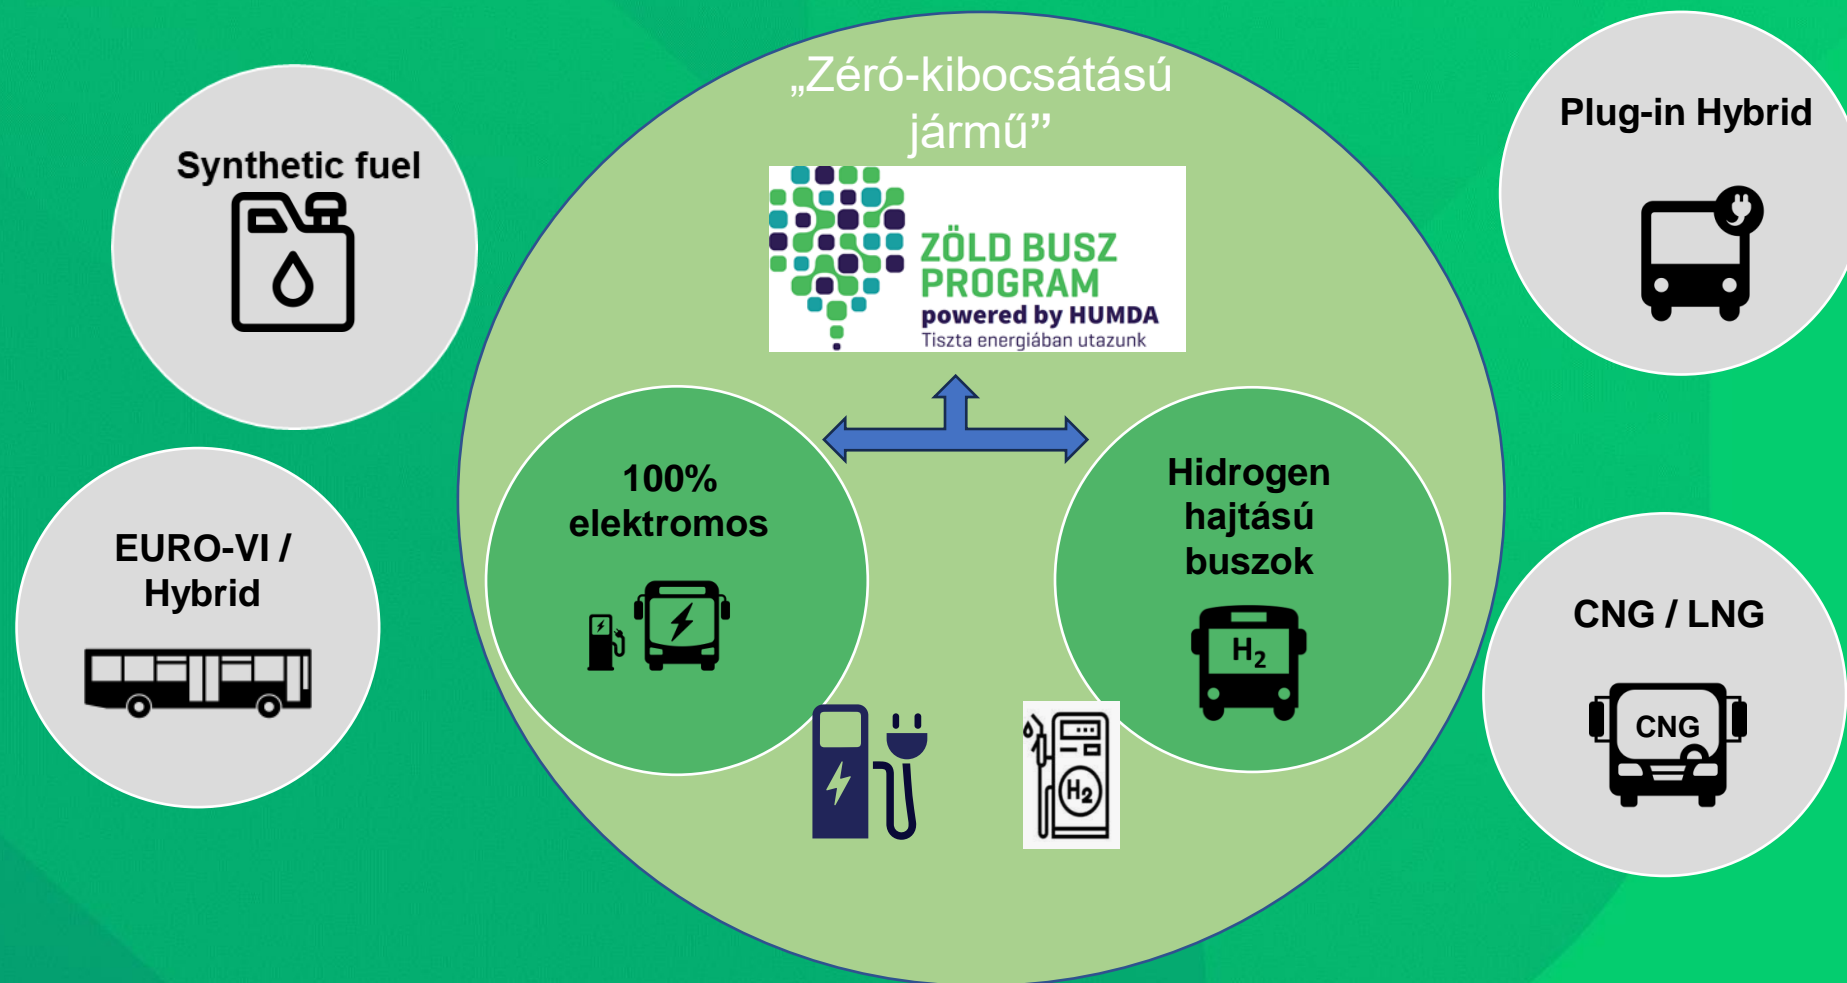 „Zéró-kibocsátású
jármű”
ZÖLD BUSZ
PROGRAM
powered by HUMDA
Tiszta energiában utazunk
Synthetic fuel
EURO-VI /
Hybrid
100%
elektromos
Hidrogen
hajtású
buszok
H₂
H₂
Plug-in Hybrid
CNG / LNG
CNG